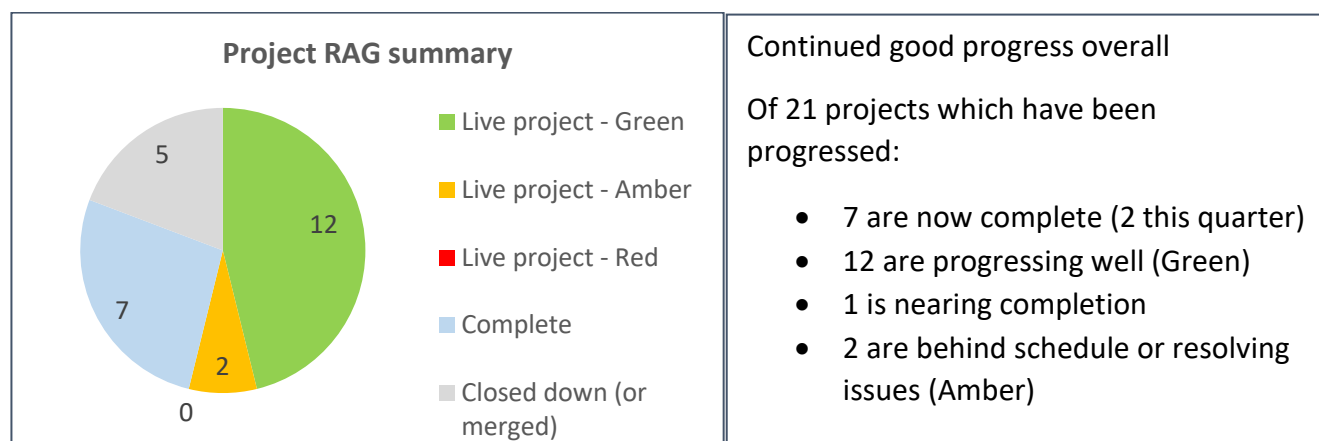 Project RAG summary
5
12
7
2
0
Live project - Green
Live project - Amber
Live project - Red
Complete
Closed down (or
merged)
Continued good progress overall
Of 21 projects which have been
progressed:
• 7 are now complete (2 this quarter)
• 12 are progressing well (Green)
• 1 is nearing completion
• 2 are behind schedule or resolving
issues (Amber)